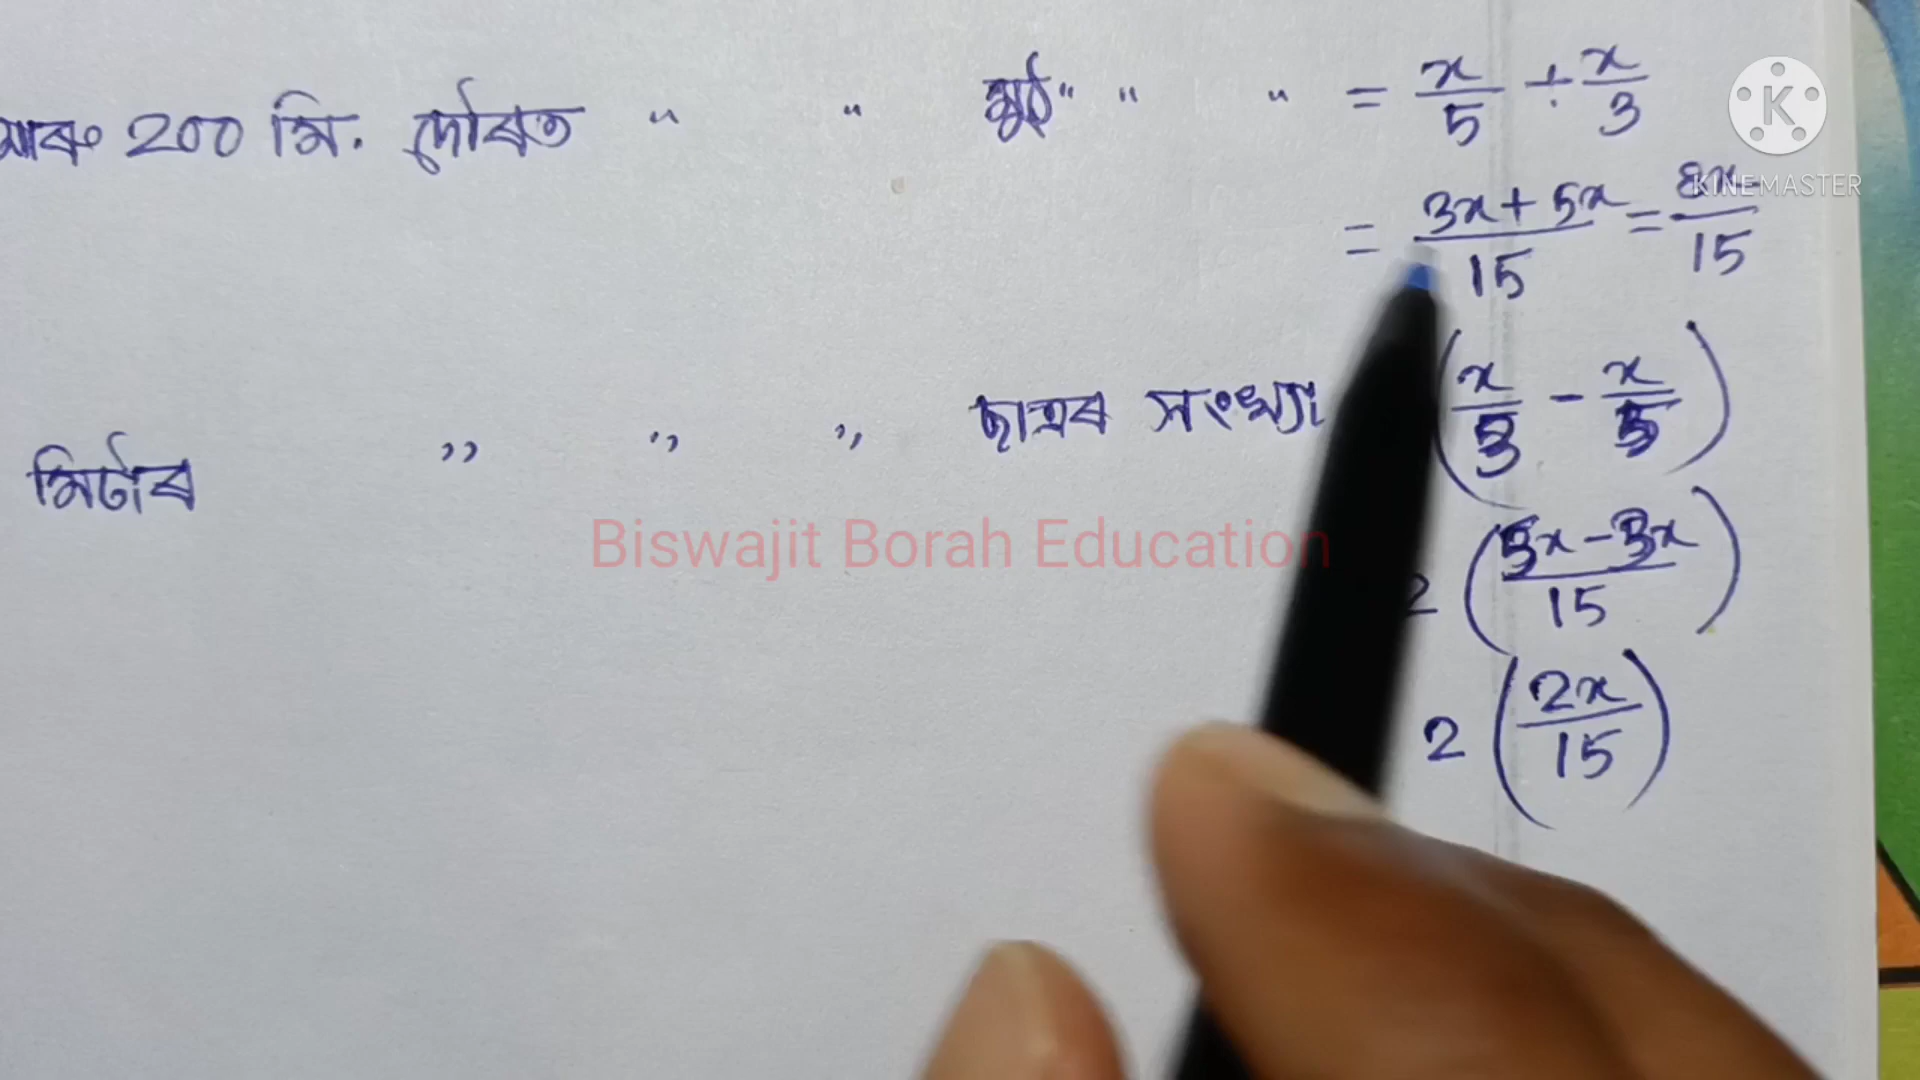 আৰু 200 মি. দৌৰত " " মুঠ " " " = x/5 ÷ x/3
KINEMASTER
= (3x + 5x)/15 = 8x/15
মিটাৰ ,, ,, ,, ছাত্ৰৰ সংখ্যা (x/3 - x/5)
Biswajit Borah Education
2 ((5x - 3x)/15)
2 (2x/15)